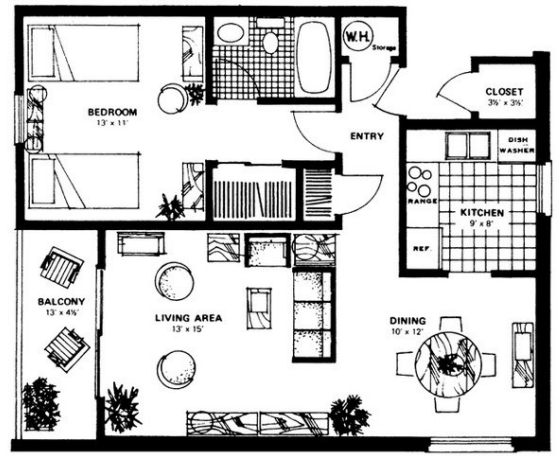 W.H.
Storage
BEDROOM
13' x 11'
CLOSET
3½' x 3½'
ENTRY
DISH
WASHER
RANGE
KITCHEN
9' x 8'
REF.
BALCONY
13' x 4½'
LIVING AREA
13' x 15'
DINING
10' x 12'